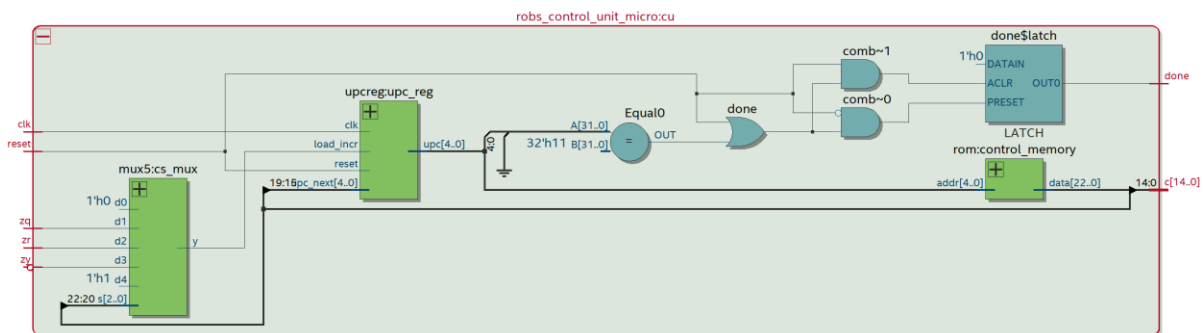 robs_control_unit_micro:cu
done$latch
comb~1
1'h0
DATAIN
ACLR
OUT0
done
PRESET
upcreg:upc_reg
comb~0
Equal0
done
clk
clk
A[31..0]
load_incr
upc[4..0]
4:0
32'h11
B[31..0]
=
OUT
LATCH
reset
reset
rom:control_memory
mux5:cs_mux
19:15
upc_next[4..0]
addr[4..0]
data[22..0]
14:0
c[14..0]
1'h0
d0
zq
d1
zr
d2
y
zy
d3
1'h1
d4
22:20
s[2..0]